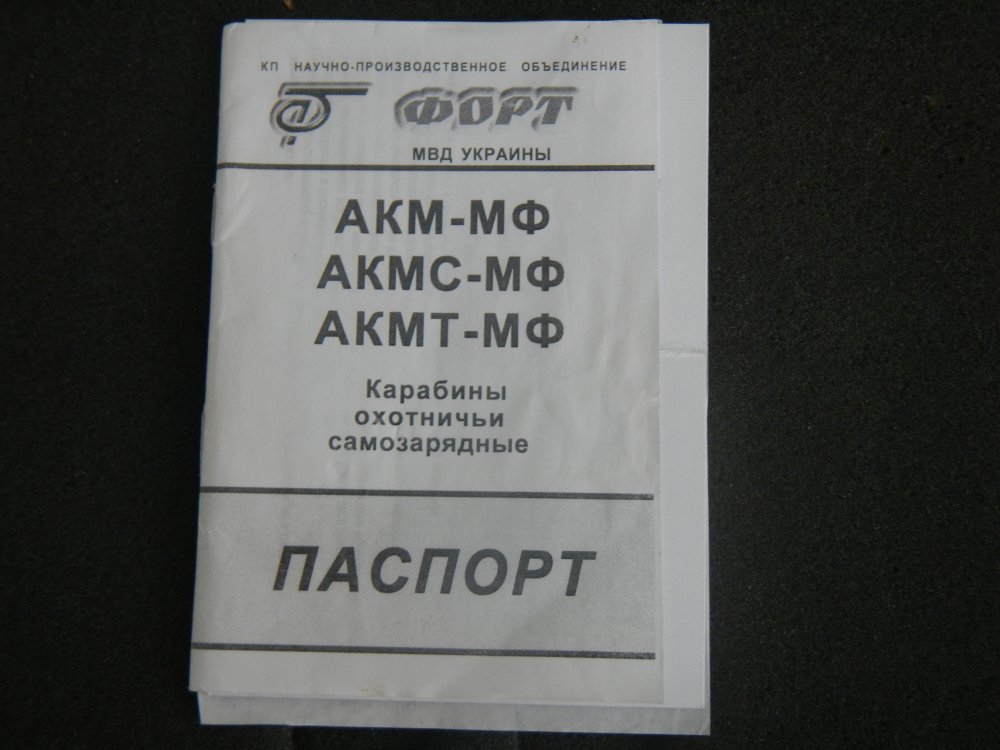 КП НАУЧНО-ПРОИЗВОДСТВЕННОЕ ОБЪЕДИНЕНИЕ
ФОРТ
МВД УКРАИНЫ
АКМ-МФ
АКМС-МФ
АКМТ-МФ
Карабины
охотничьи
самозарядные
ПАСПОРТ